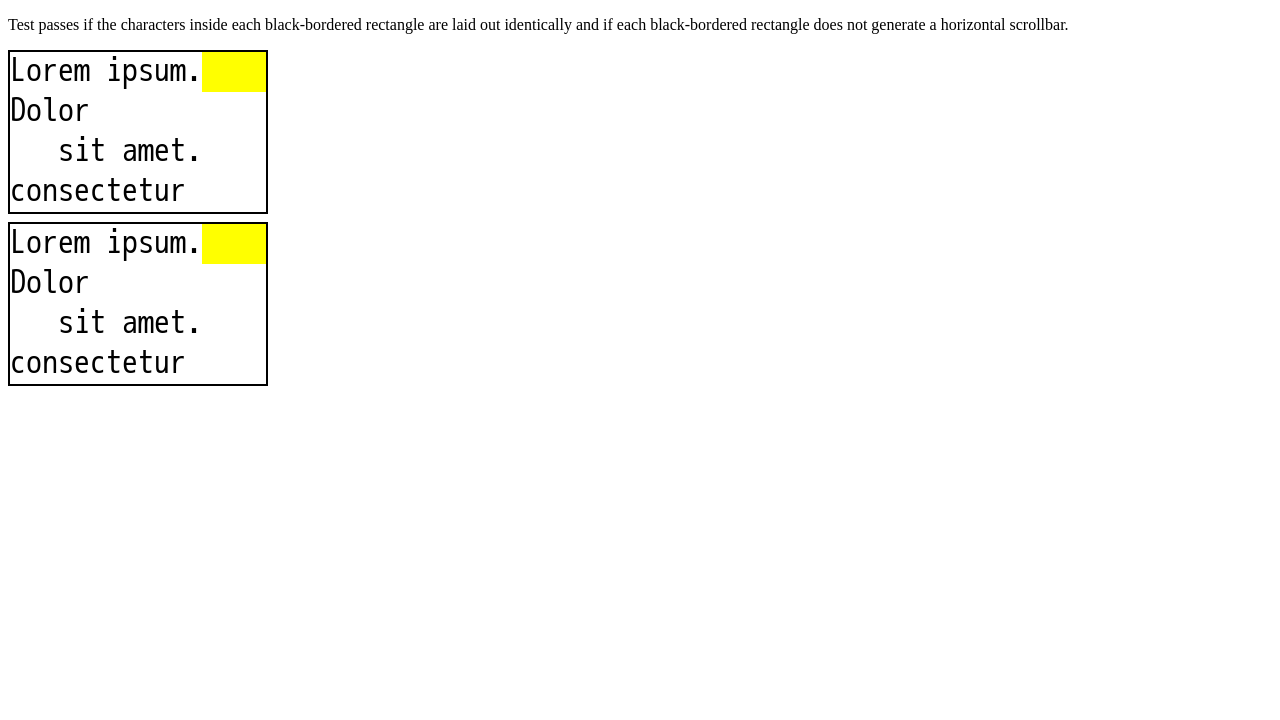 Test passes if the characters inside each black-bordered rectangle are laid out identically and if each black-bordered rectangle does not generate a horizontal scrollbar.
Lorem ipsum.
Dolor
   sit amet.
consectetur
Lorem ipsum.
Dolor
   sit amet.
consectetur